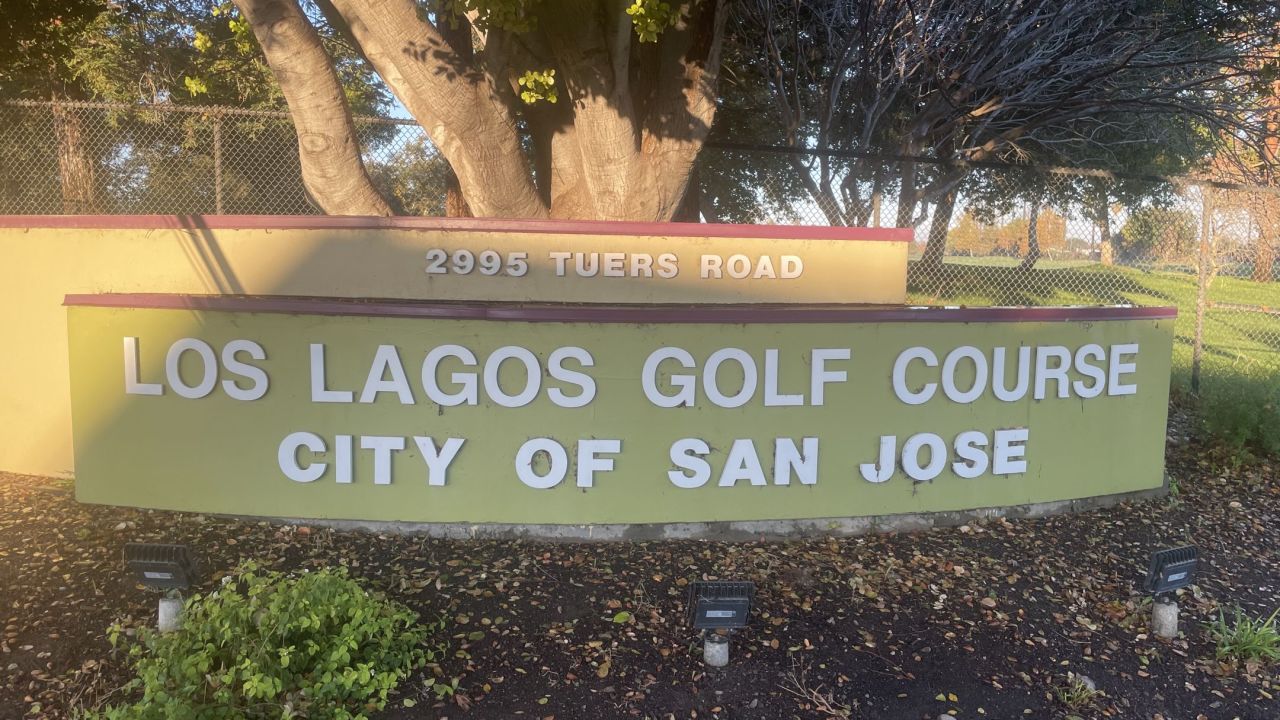 2995 TUERS ROAD
LOS LAGOS GOLF COURSE
CITY OF SAN JOSE